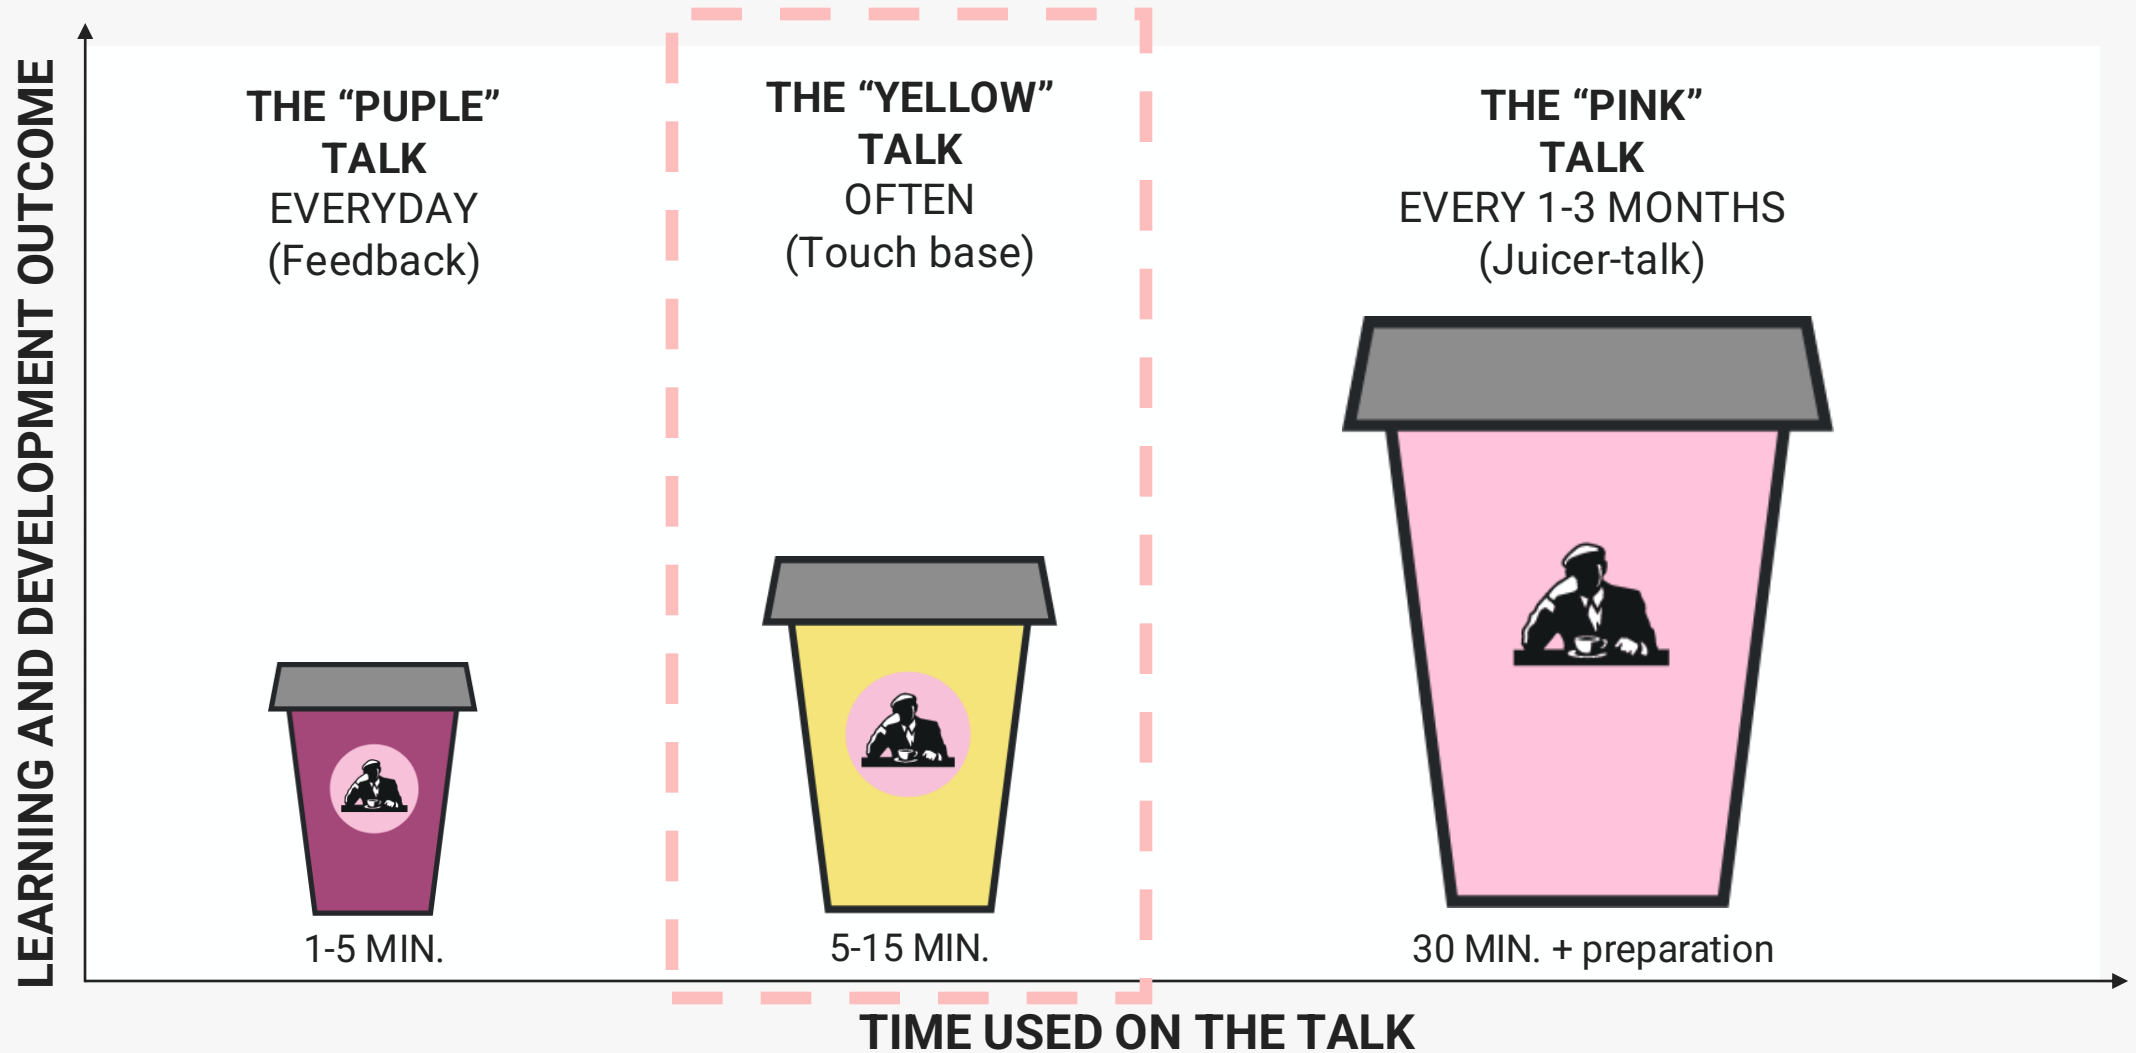 LEARNING AND DEVELOPMENT OUTCOME
THE “PUPLE”
TALK
EVERYDAY
(Feedback)
1-5 MIN.
THE “YELLOW”
TALK
OFTEN
(Touch base)
5-15 MIN.
THE “PINK”
TALK
EVERY 1-3 MONTHS
(Juicer-talk)
30 MIN. + preparation
TIME USED ON THE TALK